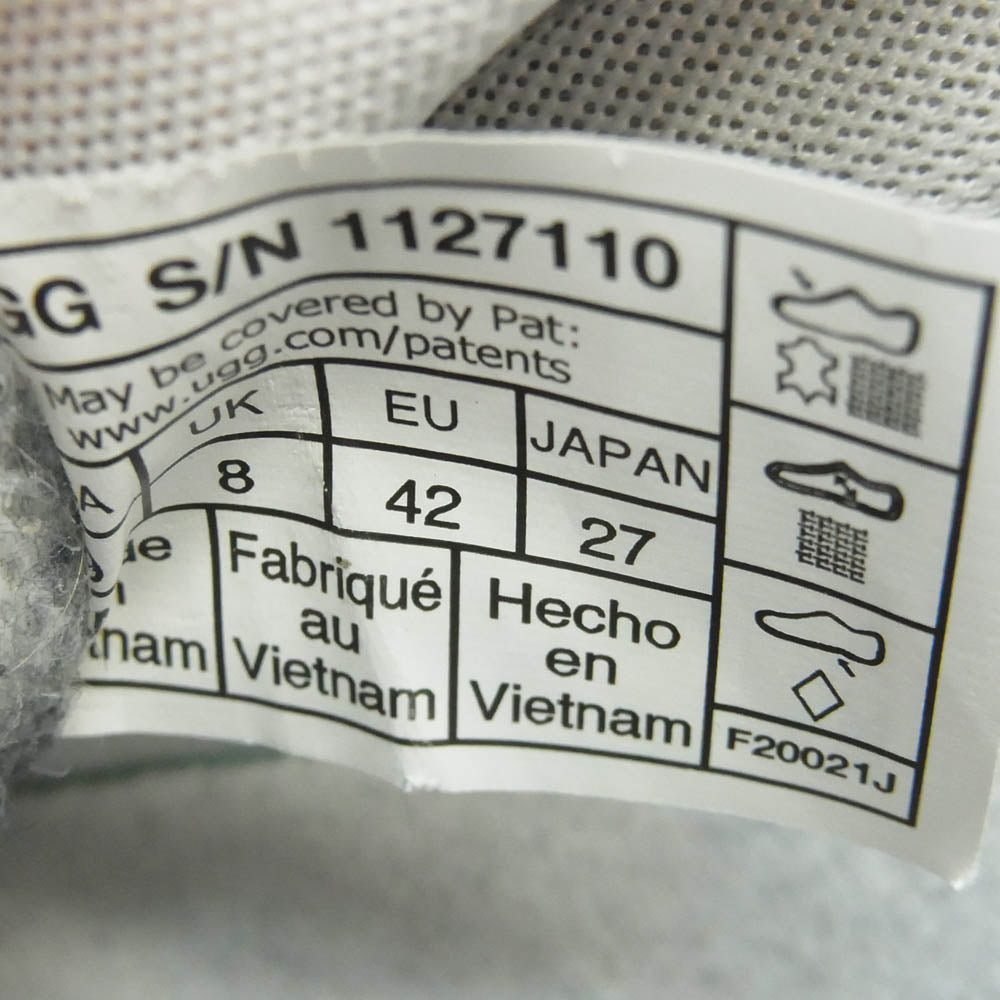 GG S/N 1127110
May be covered by Pat:
www.ugg.com/patents
A UK EU JAPAN
8 42 27
Fabriqué
au
Vietnam
Hecho
en
Vietnam
F20021J